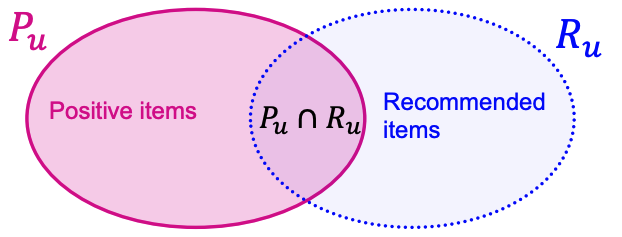 P_u
R_u
Positive items
P_u ∩ R_u
Recommended
items